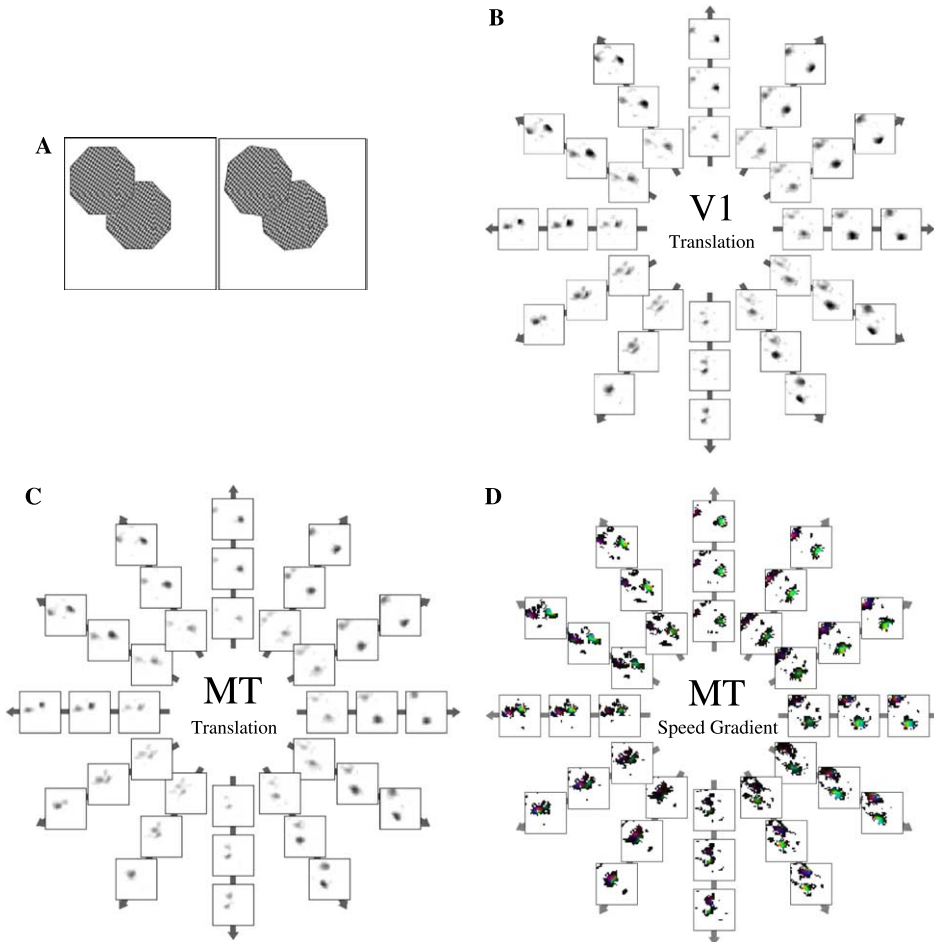 A
B
V1
Translation
C
MT
Translation
D
MT
Speed Gradient